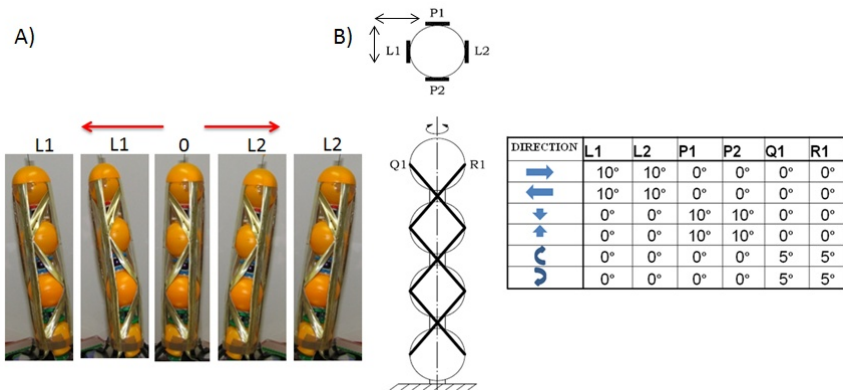 A)
B)
P1
L1 L2
P2
L1 L1 0 L2 L2
Q1 R1
DIRECTION L1 L2 P1 P2 Q1 R1
10° 10° 0° 0° 0° 0°
10° 10° 0° 0° 0° 0°
0° 0° 10° 10° 0° 0°
0° 0° 10° 10° 0° 0°
0° 0° 0° 0° 5° 5°
0° 0° 0° 0° 5° 5°